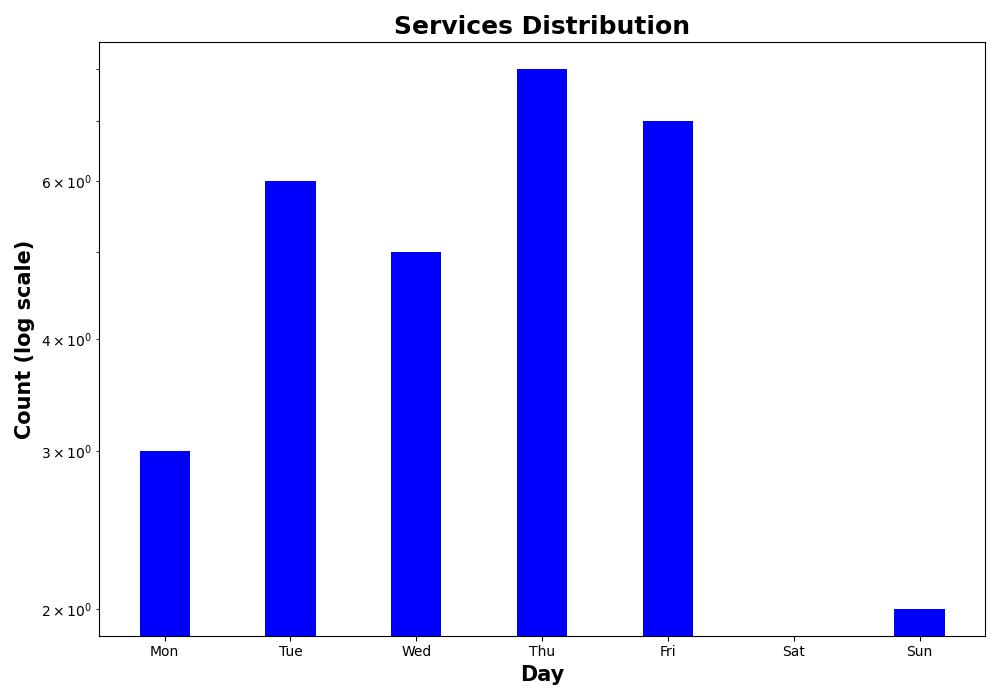 Services Distribution
Count (log scale)
6 × 10⁰
4 × 10⁰
3 × 10⁰
2 × 10⁰
Mon Tue Wed Thu Fri Sat Sun
Day